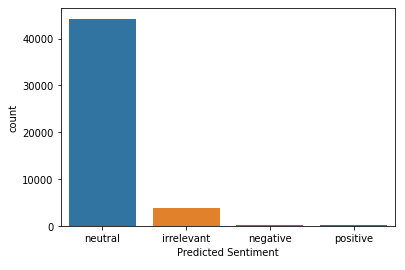 40000
30000
20000
10000
0
count
neutral irrelevant negative positive
Predicted Sentiment